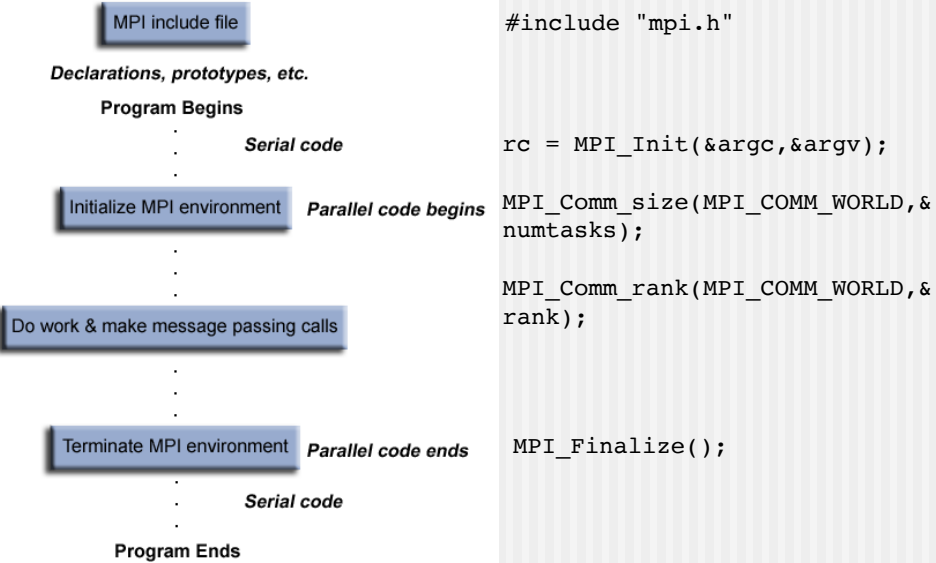 MPI include file
Declarations, prototypes, etc.
Program Begins
Serial code
Initialize MPI environment
Parallel code begins
Do work & make message passing calls
Terminate MPI environment
Parallel code ends
Serial code
Program Ends
#include "mpi.h"
rc = MPI_Init(&argc,&argv);
MPI_Comm_size(MPI_COMM_WORLD,&
numtasks);
MPI_Comm_rank(MPI_COMM_WORLD,&
rank);
MPI_Finalize();